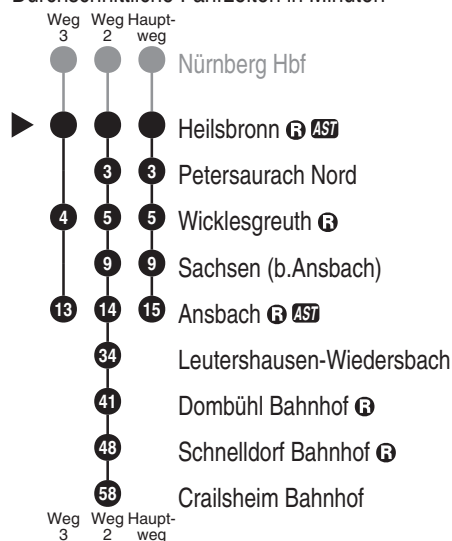 Durchschnittliche Fahrzeiten in Minuten
Weg 3 Weg 2 Haupt-weg
Nürnberg Hbf
Heilsbronn R AST
3 3 Petersaurach Nord
4 5 5 Wicklesgreuth R
9 9 Sachsen (b.Ansbach)
13 14 15 Ansbach R AST
34 Leutershausen-Wiedersbach
41 Dombühl Bahnhof R
48 Schnelldorf Bahnhof R
58 Crailsheim Bahnhof
Weg 3 Weg 2 Haupt-weg